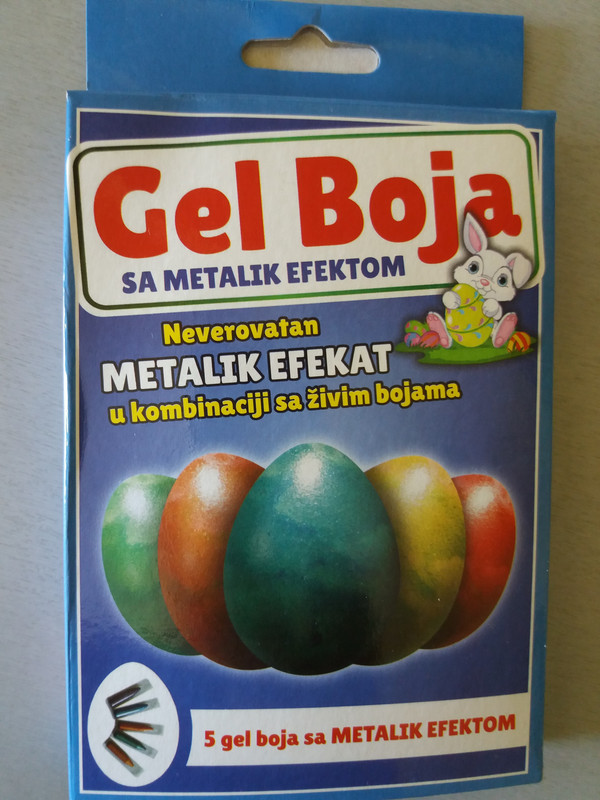 Gel Boja
SA METALIK EFEKTOM
Neverovatan
METALIK EFEKAT
u kombinaciji sa živim bojama
5 gel boja sa METALIK EFEKTOM